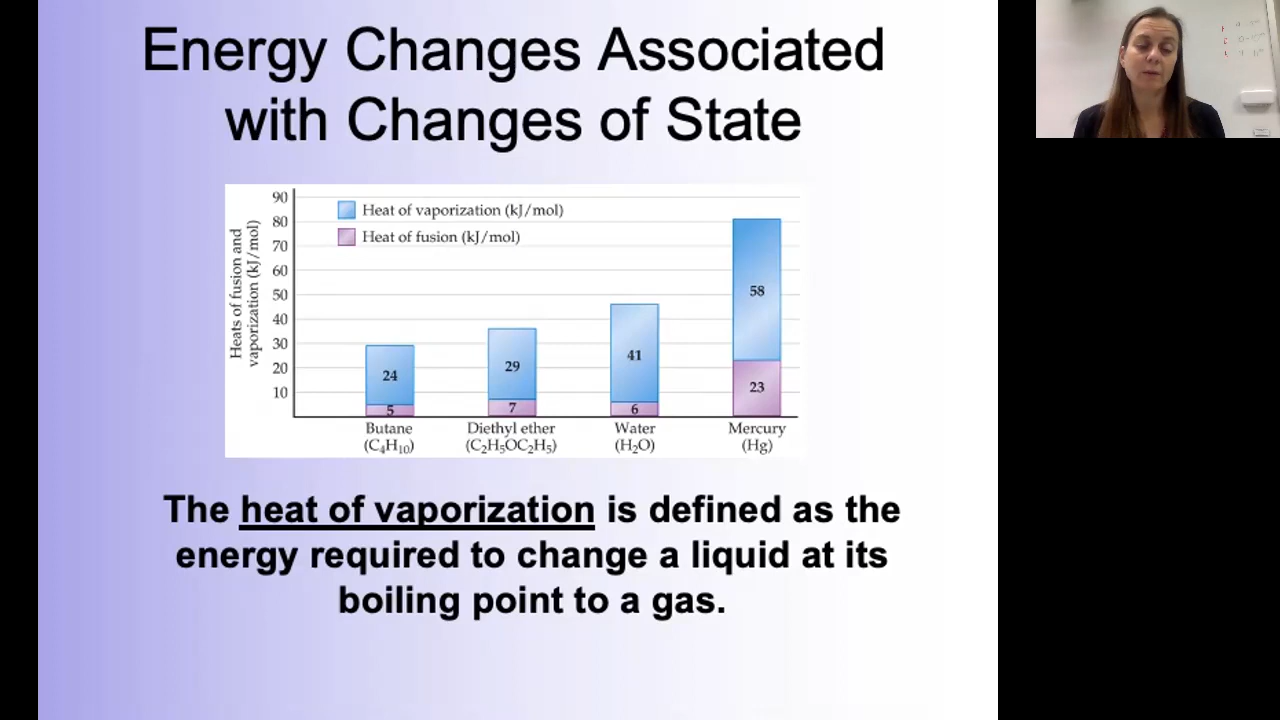 Energy Changes Associated
with Changes of State
Heats of fusion and
vaporization (kJ/mol)
90
80
70
60
50
40
30
20
10
Heat of vaporization (kJ/mol)
Heat of fusion (kJ/mol)
24
5
29
7
41
6
58
23
Butane
(C₄H₁₀)
Diethyl ether
(C₂H₅OC₂H₅)
Water
(H₂O)
Mercury
(Hg)
The heat of vaporization is defined as the
energy required to change a liquid at its
boiling point to a gas.